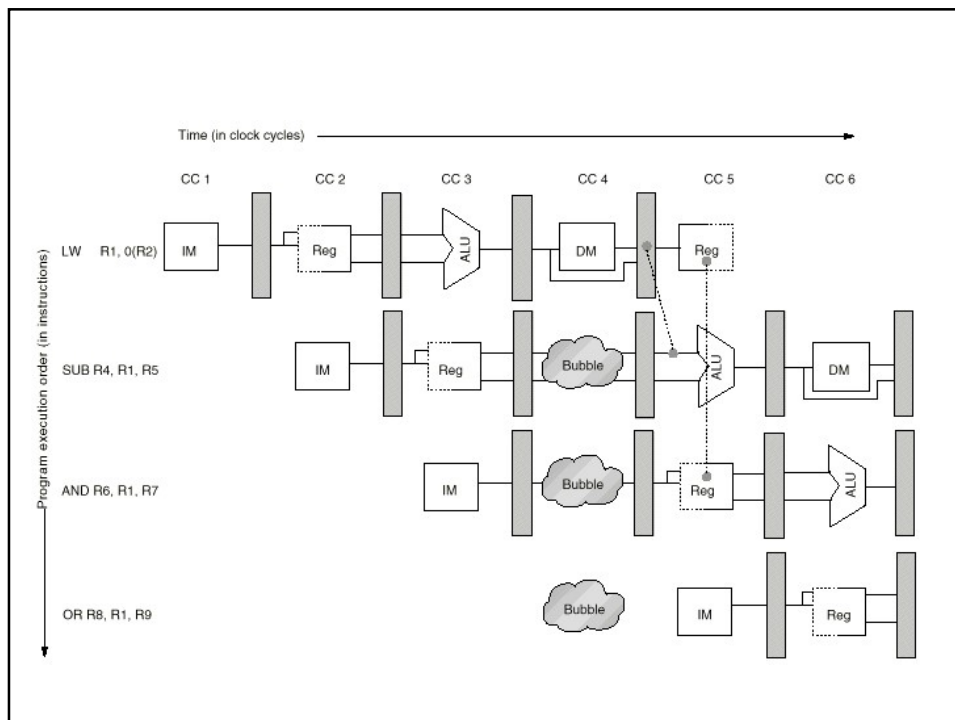 Time (in clock cycles)
CC 1 CC 2 CC 3 CC 4 CC 5 CC 6
Program execution order (in instructions)
LW R1, 0(R2) IM Reg ALU DM Reg
SUB R4, R1, R5 IM Reg Bubble ALU DM
AND R6, R1, R7 IM Bubble Reg ALU
OR R8, R1, R9 Bubble IM Reg